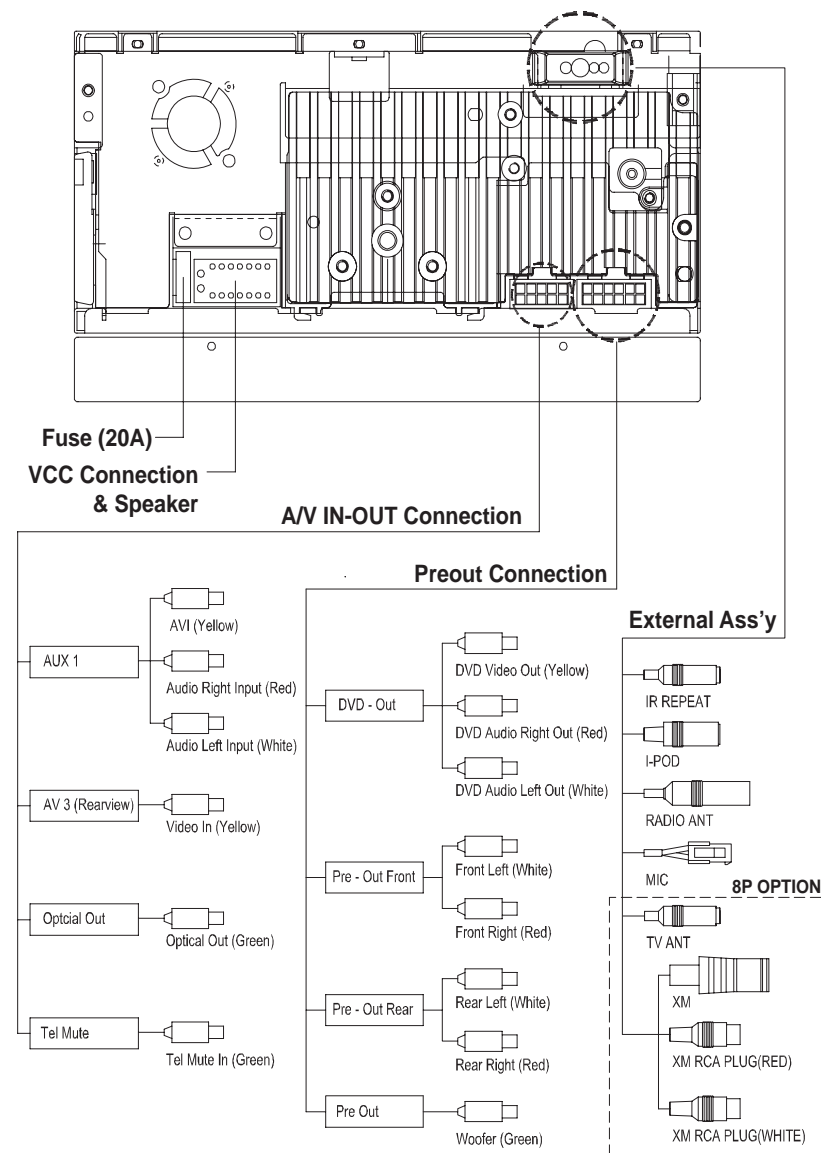 Fuse (20A)
VCC Connection
& Speaker
A/V IN-OUT Connection
Preout Connection
External Ass'y
AUX 1
AVI (Yellow)
Audio Right Input (Red)
Audio Left Input (White)
AV 3 (Rearview)
Video In (Yellow)
Optcial Out
Optical Out (Green)
Tel Mute
Tel Mute In (Green)
DVD - Out
DVD Video Out (Yellow)
DVD Audio Right Out (Red)
DVD Audio Left Out (White)
Pre - Out Front
Front Left (White)
Front Right (Red)
Pre - Out Rear
Rear Left (White)
Rear Right (Red)
Pre Out
Woofer (Green)
IR REPEAT
I-POD
RADIO ANT
MIC
8P OPTION
TV ANT
XM
XM RCA PLUG(RED)
XM RCA PLUG(WHITE)